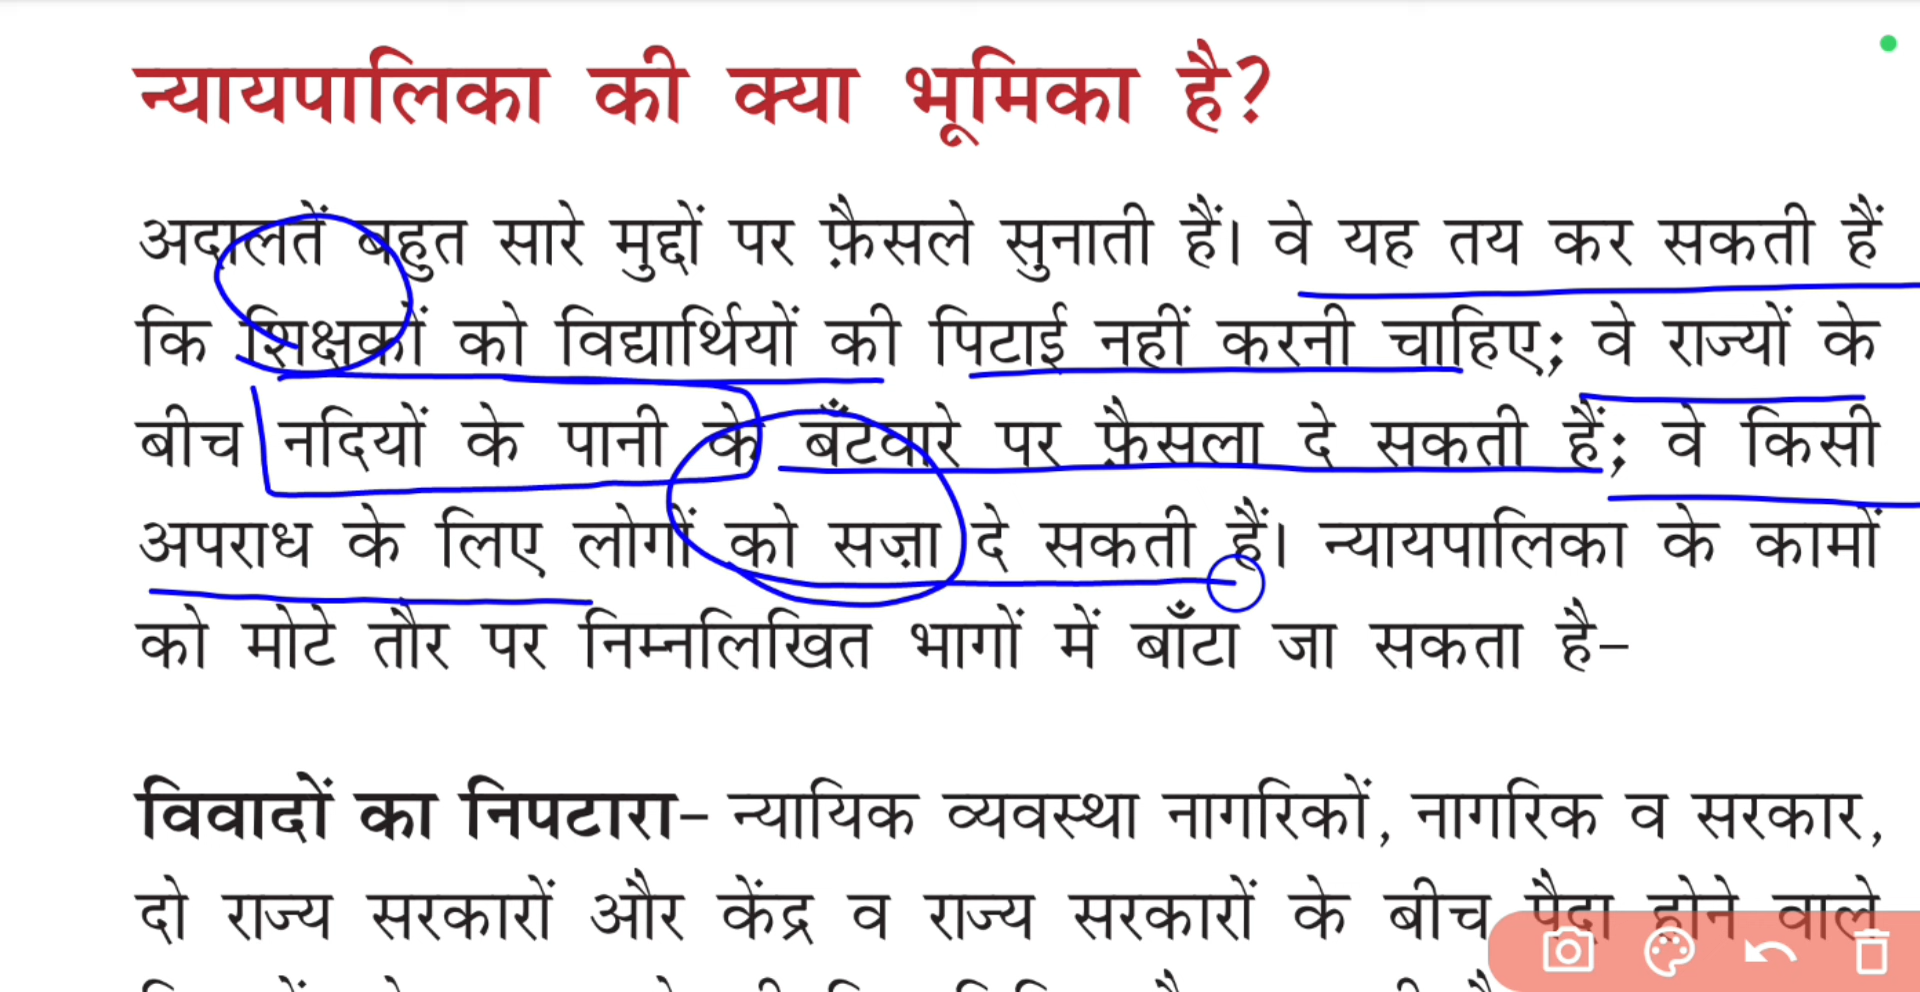 न्यायपालिका की क्या भूमिका है?
अदालतें बहुत सारे मुद्दों पर फ़ैसले सुनाती हैं। वे यह तय कर सकती हैं
कि शिक्षकों को विद्यार्थियों की पिटाई नहीं करनी चाहिए; वे राज्यों के
बीच नदियों के पानी के बँटवारे पर फ़ैसला दे सकती हैं; वे किसी
अपराध के लिए लोगों को सज़ा दे सकती हैं। न्यायपालिका के कामों
को मोटे तौर पर निम्नलिखित भागों में बाँटा जा सकता है–
विवादों का निपटारा– न्यायिक व्यवस्था नागरिकों, नागरिक व सरकार,
दो राज्य सरकारों और केंद्र व राज्य सरकारों के बीच पैदा होने वाले